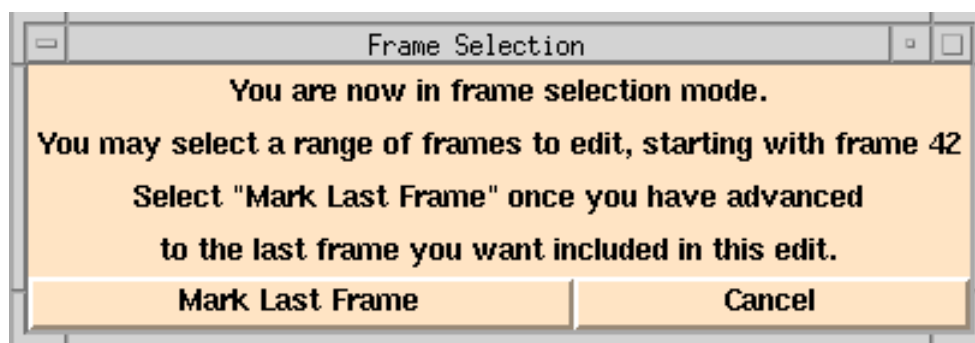 Frame Selection
You are now in frame selection mode.
You may select a range of frames to edit, starting with frame 42
Select "Mark Last Frame" once you have advanced
to the last frame you want included in this edit.
Mark Last Frame Cancel